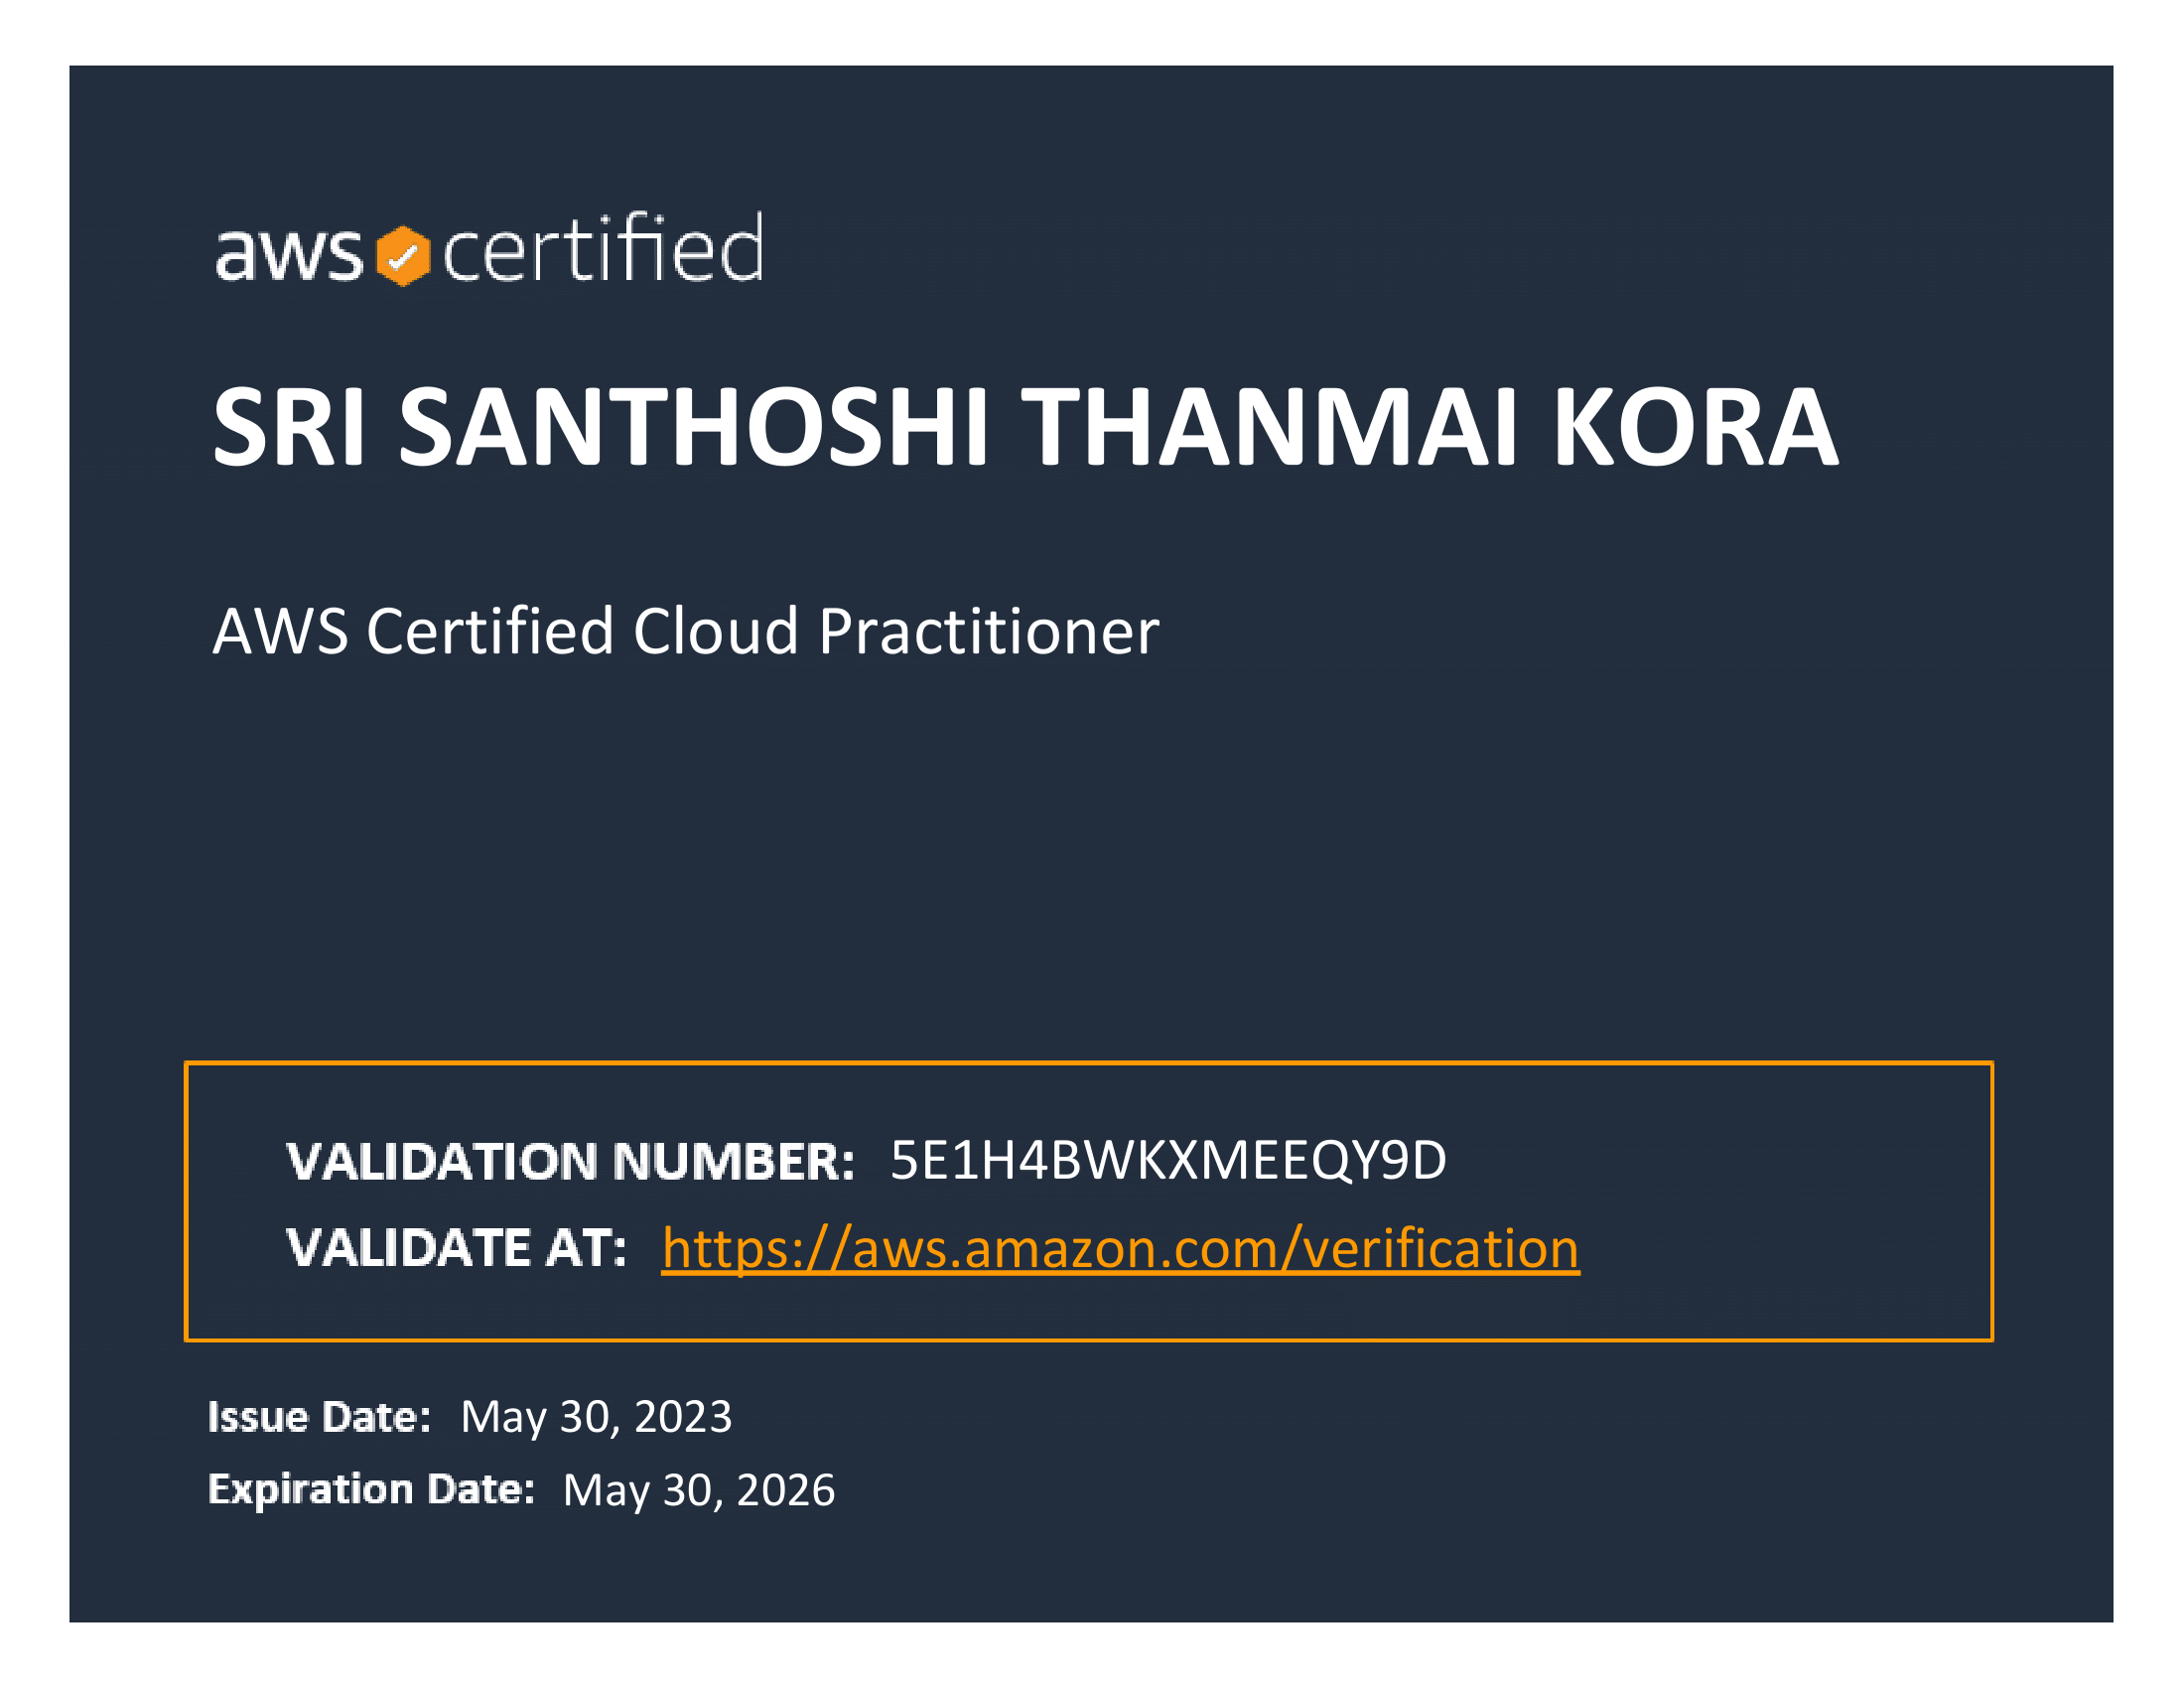 aws certified
SRI SANTHOSHI THANMAI KORA
AWS Certified Cloud Practitioner
VALIDATION NUMBER: 5E1H4BWKXMEEQY9D
VALIDATE AT: https://aws.amazon.com/verification
Issue Date: May 30, 2023
Expiration Date: May 30, 2026